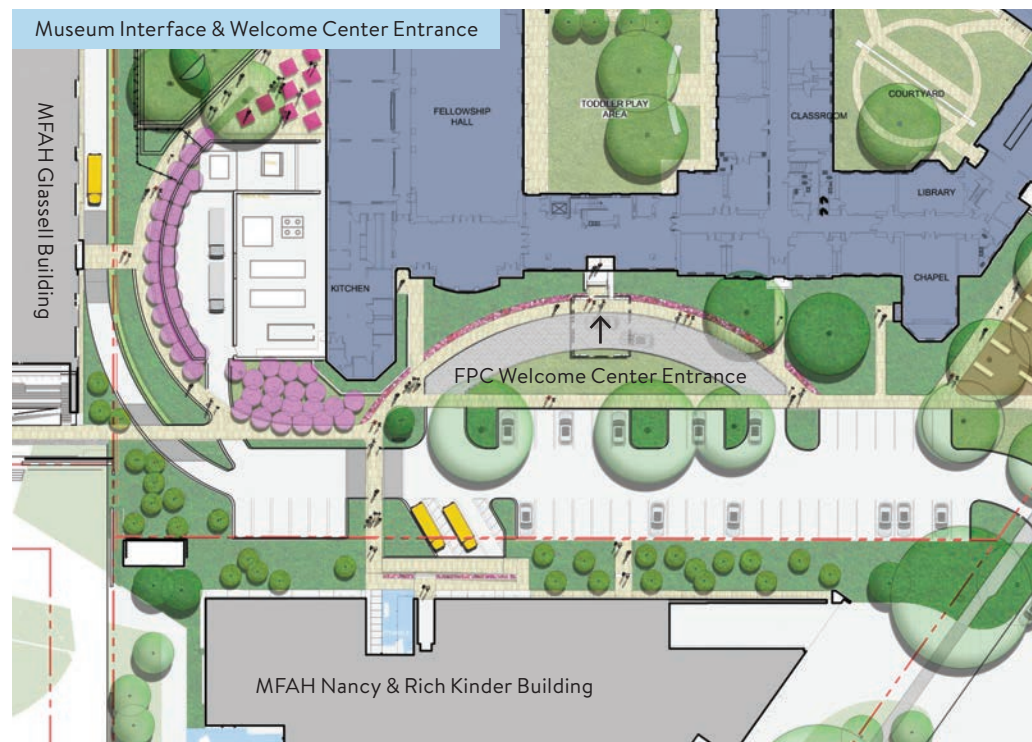 Museum Interface & Welcome Center Entrance
MFAH Glassell Building
FELLOWSHIP
HALL
TODDLER PLAY
AREA
CLASSROOM
COURTYARD
LIBRARY
KITCHEN
CHAPEL
FPC Welcome Center Entrance
MFAH Nancy & Rich Kinder Building